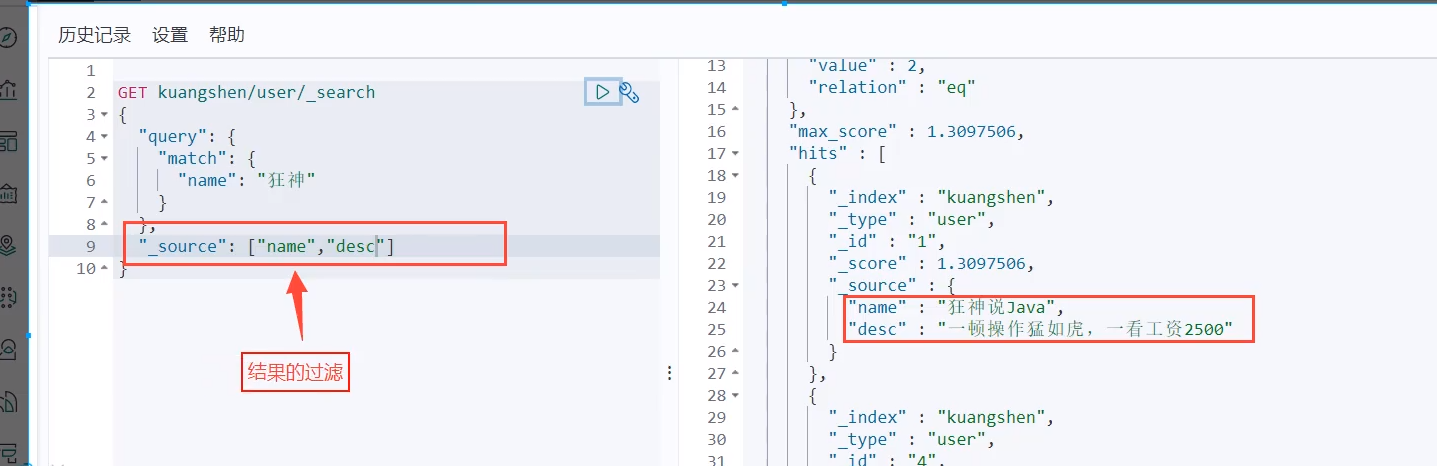 历史记录 设置 帮助
1
2 GET kuangshen/user/_search
3 {
4 "query": {
5 "match": {
6 "name": "狂神"
7 }
8 },
9 "_source": ["name","desc"]
10 }
结果的过滤
13 "value" : 2,
14 "relation" : "eq"
15 },
16 "max_score" : 1.3097506,
17 "hits" : [
18 {
19 "_index" : "kuangshen",
20 "_type" : "user",
21 "_id" : "1",
22 "_score" : 1.3097506,
23 "_source" : {
24 "name" : "狂神说Java",
25 "desc" : "一顿操作猛如虎，一看工资2500"
26 }
27 },
28 {
29 "_index" : "kuangshen",
30 "_type" : "user",
31 "_id" : "4",